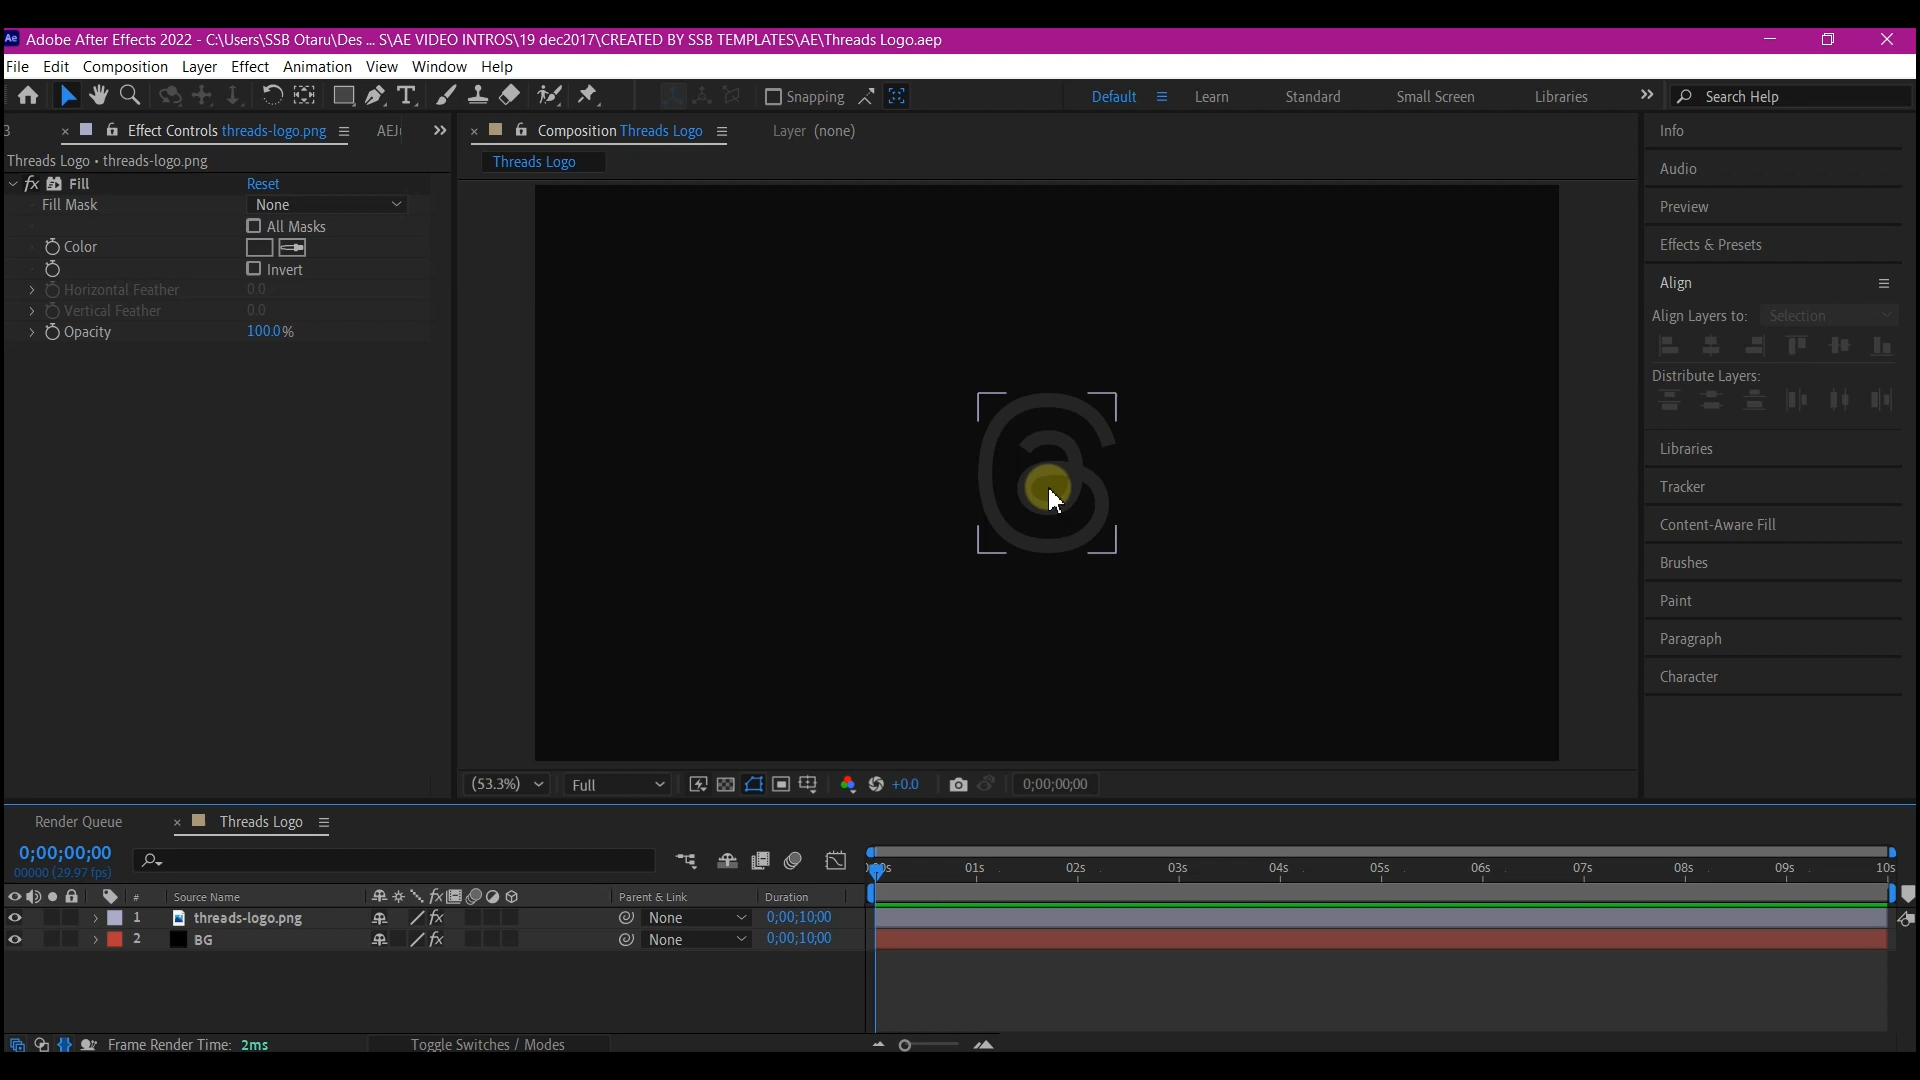 Ae Adobe After Effects 2022 - C:\Users\SSB Otaru\Des ... S\AE VIDEO INTROS\19 dec2017\CREATED BY SSB TEMPLATES\AE\Threads Logo.aep
File Edit Composition Layer Effect Animation View Window Help
Snapping Default Learn Standard Small Screen Libraries Search Help
3 Effect Controls threads-logo.png AEJ
Composition Threads Logo Layer (none)
Threads Logo • threads-logo.png
Threads Logo
fx Fill Reset
Fill Mask None
All Masks
Color
Invert
Horizontal Feather 0.0
Vertical Feather 0.0
Opacity 100.0%
Info
Audio
Preview
Effects & Presets
Align
Align Layers to: Selection
Distribute Layers:
Libraries
Tracker
Content-Aware Fill
Brushes
Paint
Paragraph
Character
(53.3%) Full +0.0 0;00;00;00
Render Queue Threads Logo
0;00;00;00
00000 (29.97 fps)
01s 02s 03s 04s 05s 06s 07s 08s 09s 10s
# Source Name fx Parent & Link Duration
1 threads-logo.png fx None 0;00;10;00
2 BG fx None 0;00;10;00
Frame Render Time: 2ms Toggle Switches / Modes